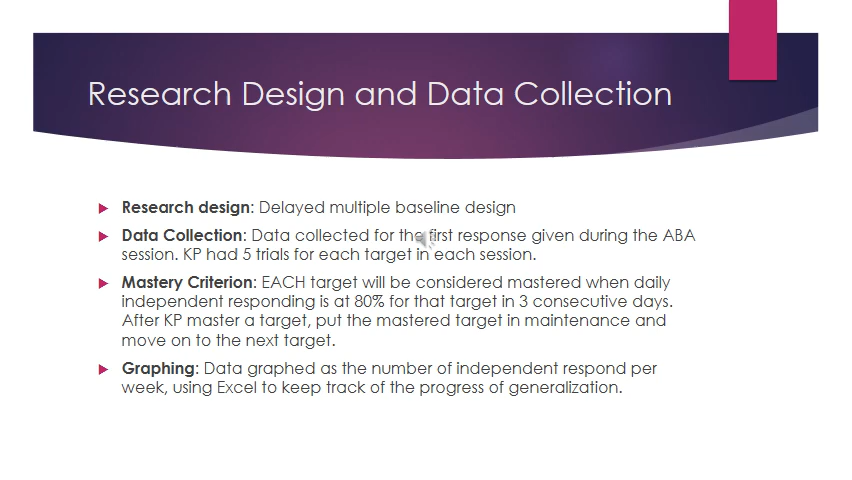 Research Design and Data Collection
Research design: Delayed multiple baseline design
Data Collection: Data collected for the first response given during the ABA
session. KP had 5 trials for each target in each session.
Mastery Criterion: EACH target will be considered mastered when daily
independent responding is at 80% for that target in 3 consecutive days.
After KP master a target, put the mastered target in maintenance and
move on to the next target.
Graphing: Data graphed as the number of independent respond per
week, using Excel to keep track of the progress of generalization.